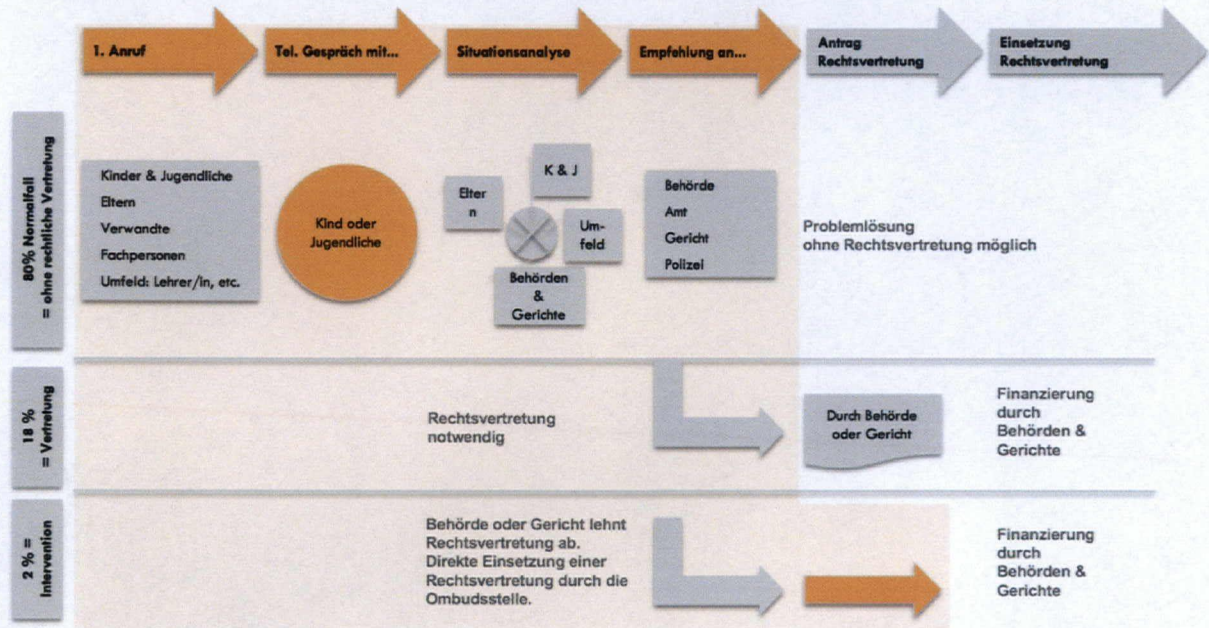 1. Anruf
Tel. Gespräch mit...
Situationsanalyse
Empfehlung an...
Antrag
Rechtsvertretung
Einsetzung
Rechtsvertretung
80% Normalfall
= ohne rechtliche Vertretung
Kinder & Jugendliche
Eltern
Verwandte
Fachpersonen
Umfeld: Lehrer/in, etc.
Kind oder
Jugendliche
K & J
Elter
n
Um-
feld
Behörden
&
Gerichte
Behörde
Amt
Gericht
Polizei
Problemlösung
ohne Rechtsvertretung möglich
18 %
= Vertretung
Rechtsvertretung
notwendig
Durch Behörde
oder Gericht
Finanzierung
durch
Behörden &
Gerichte
2 % =
Intervention
Behörde oder Gericht lehnt
Rechtsvertretung ab.
Direkte Einsetzung einer
Rechtsvertretung durch die
Ombudsstelle.
Finanzierung
durch
Behörden &
Gerichte